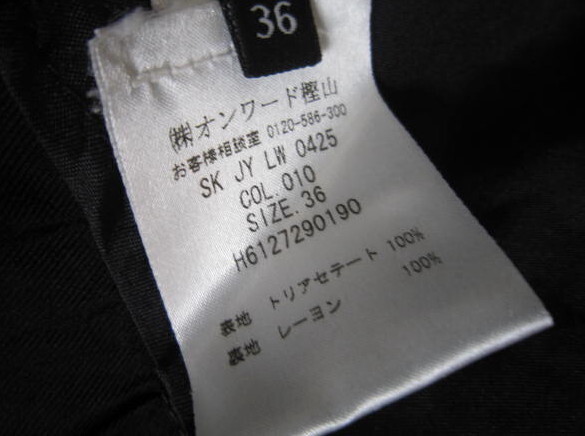 36
㈱オンワード樫山
お客様相談室 0120-586-300
SK JY LW 0425
COL.010
SIZE.36
H6127290190
表地 トリアセテート 100%
裏地 レーヨン 100%